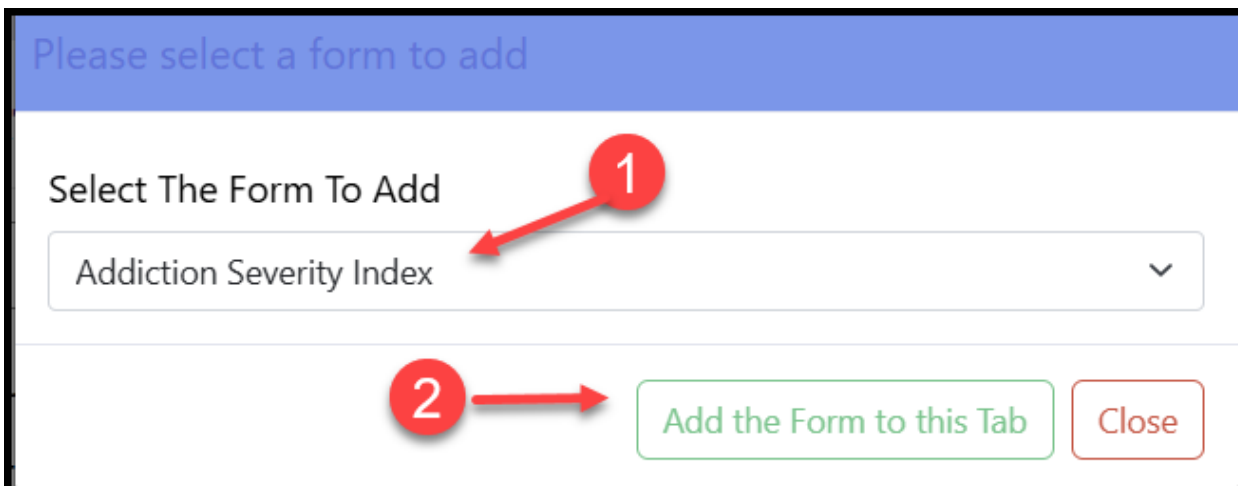 Please select a form to add
1
Select The Form To Add
Addiction Severity Index
2
Add the Form to this Tab Close